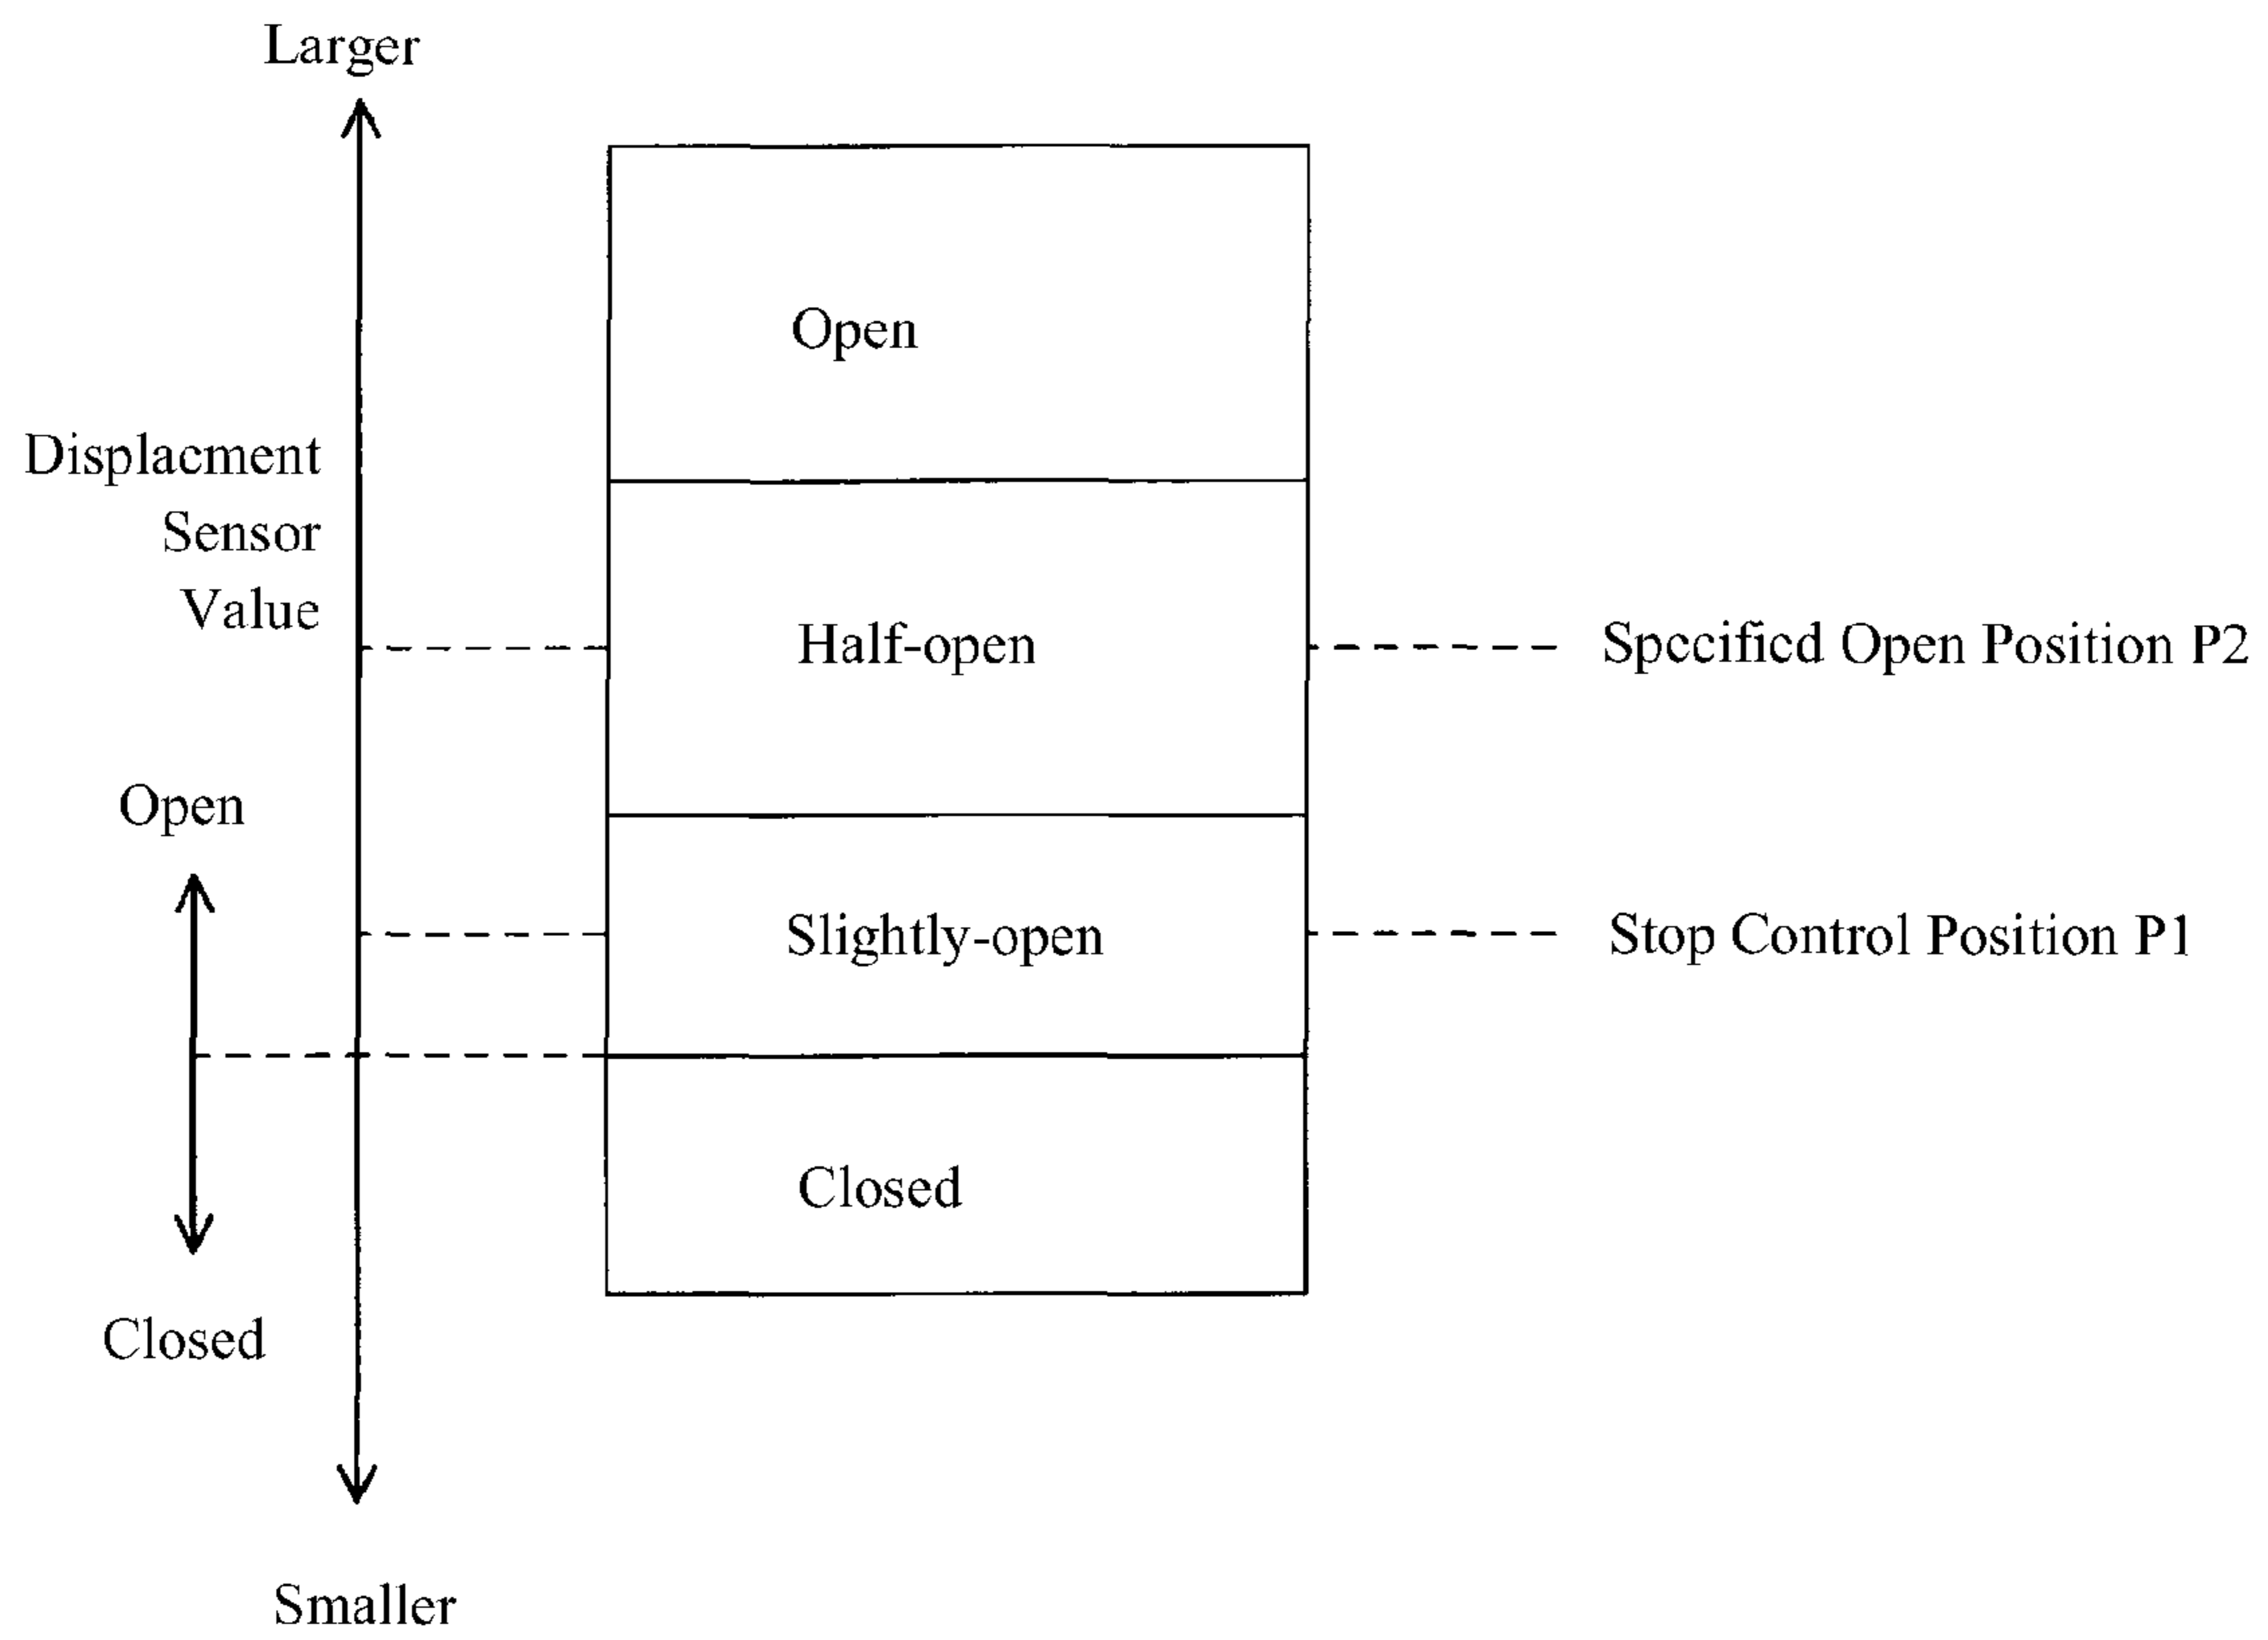 Larger
Open
Displacment
Sensor
Value
Half-open
Specified Open Position P2
Open
Slightly-open
Stop Control Position P1
Closed
Closed
Smaller